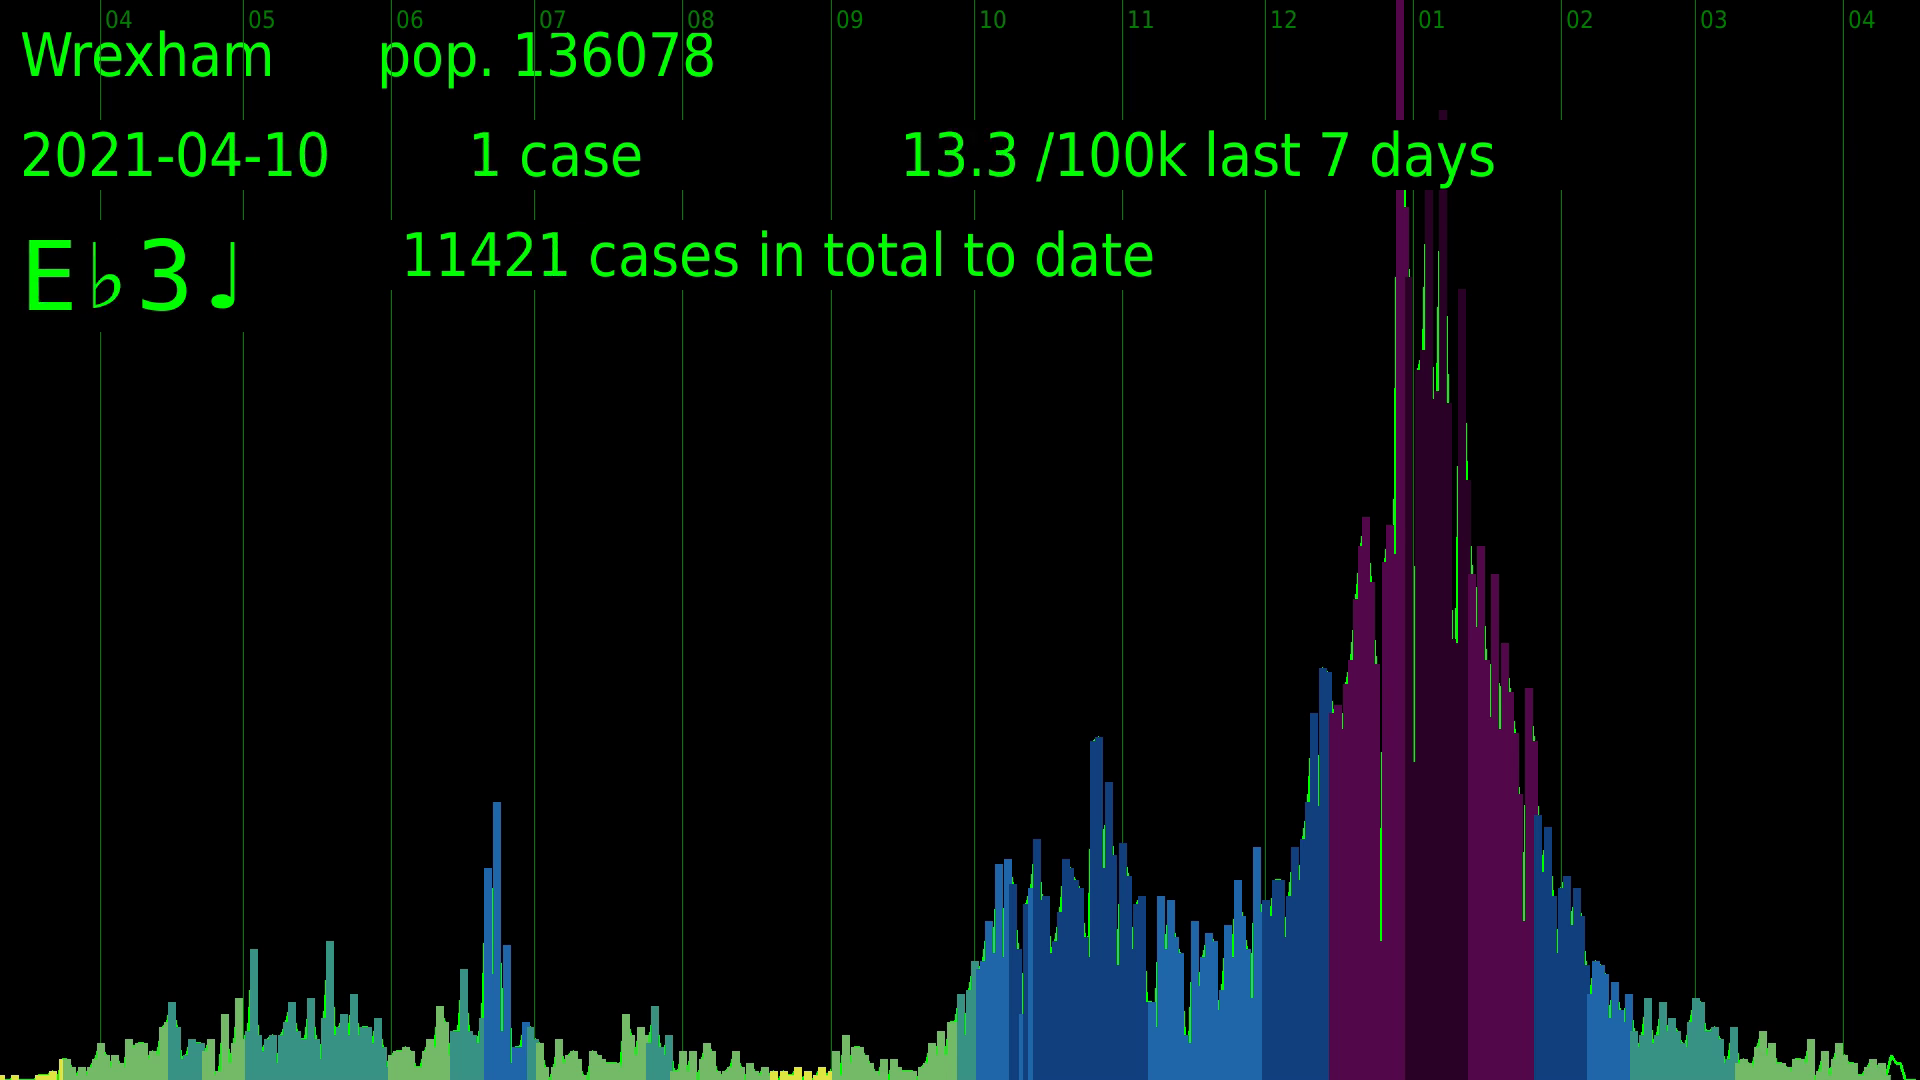 04 05 06 07 08 09 10 11 12 01 02 03 04
Wrexham pop. 136078
2021-04-10 1 case 13.3 /100k last 7 days
E♭3♩ 11421 cases in total to date